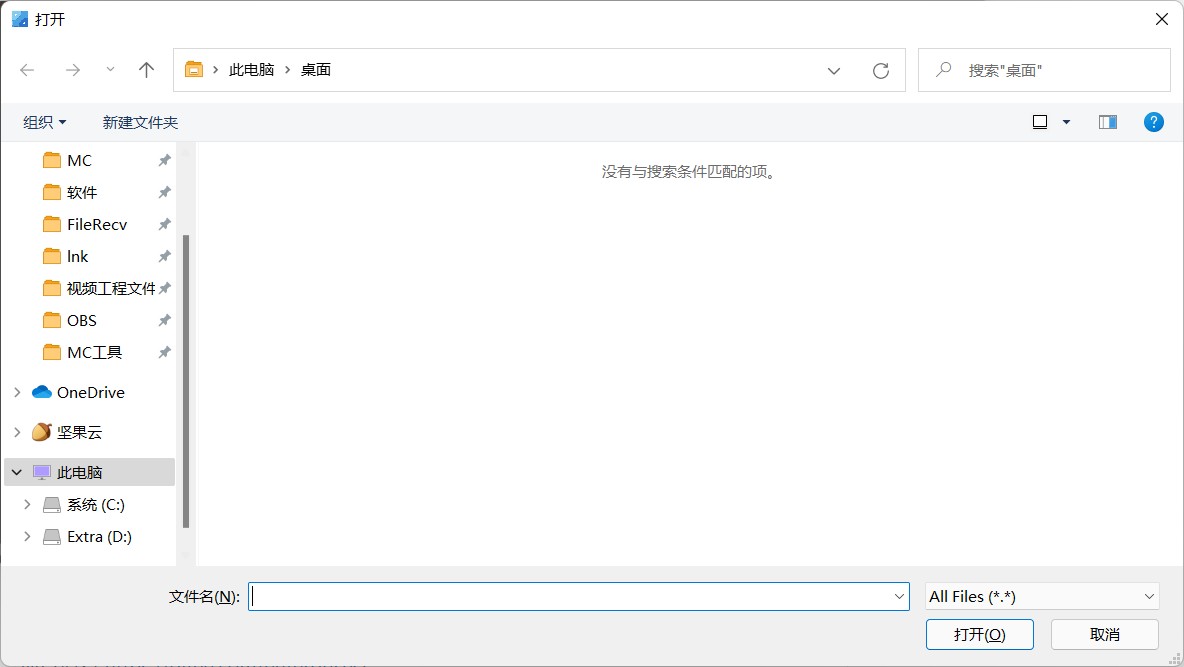 打开
此电脑 > 桌面
搜索"桌面"
组织
新建文件夹
MC
软件
FileRecv
lnk
视频工程文件
OBS
MC工具
OneDrive
坚果云
此电脑
系统 (C:)
Extra (D:)
没有与搜索条件匹配的项。
文件名(N):
All Files (*.*)
打开(O)
取消